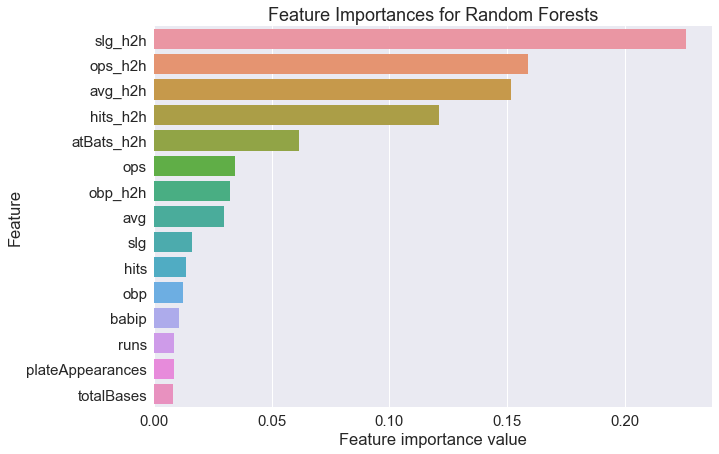 Feature Importances for Random Forests
slg_h2h
ops_h2h
avg_h2h
hits_h2h
atBats_h2h
ops
obp_h2h
avg
slg
hits
obp
babip
runs
plateAppearances
totalBases
Feature
0.00 0.05 0.10 0.15 0.20
Feature importance value